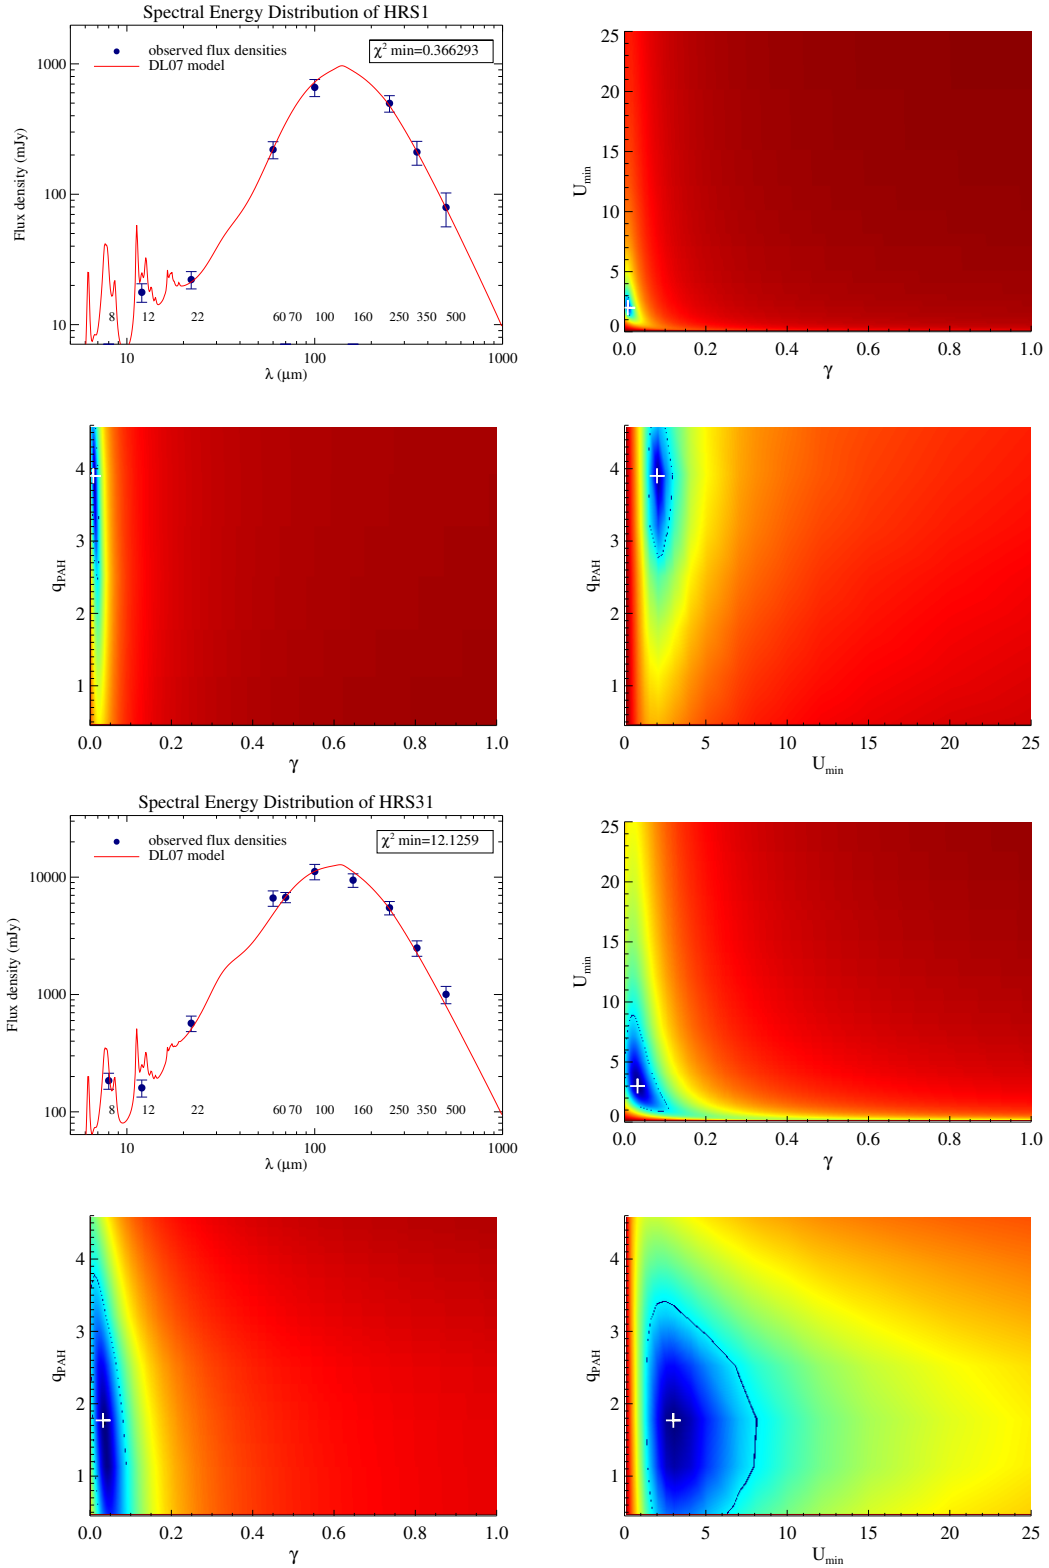 Spectral Energy Distribution of HRS1
observed flux densities
DL07 model
χ² min=0.366293
1000
100
10
Flux density (mJy)
8 12 22 60 70 100 160 250 350 500
10 100 1000
λ (μm)
25
20
15
10
5
0
U_min
0.0 0.2 0.4 0.6 0.8 1.0
γ
4
3
2
1
q_PAH
0.0 0.2 0.4 0.6 0.8 1.0
γ
4
3
2
1
q_PAH
0 5 10 15 20 25
U_min
Spectral Energy Distribution of HRS31
observed flux densities
DL07 model
χ² min=12.1259
10000
1000
100
Flux density (mJy)
8 12 22 60 70 100 160 250 350 500
10 100 1000
λ (μm)
25
20
15
10
5
0
U_min
0.0 0.2 0.4 0.6 0.8 1.0
γ
4
3
2
1
q_PAH
0.0 0.2 0.4 0.6 0.8 1.0
γ
4
3
2
1
q_PAH
0 5 10 15 20 25
U_min